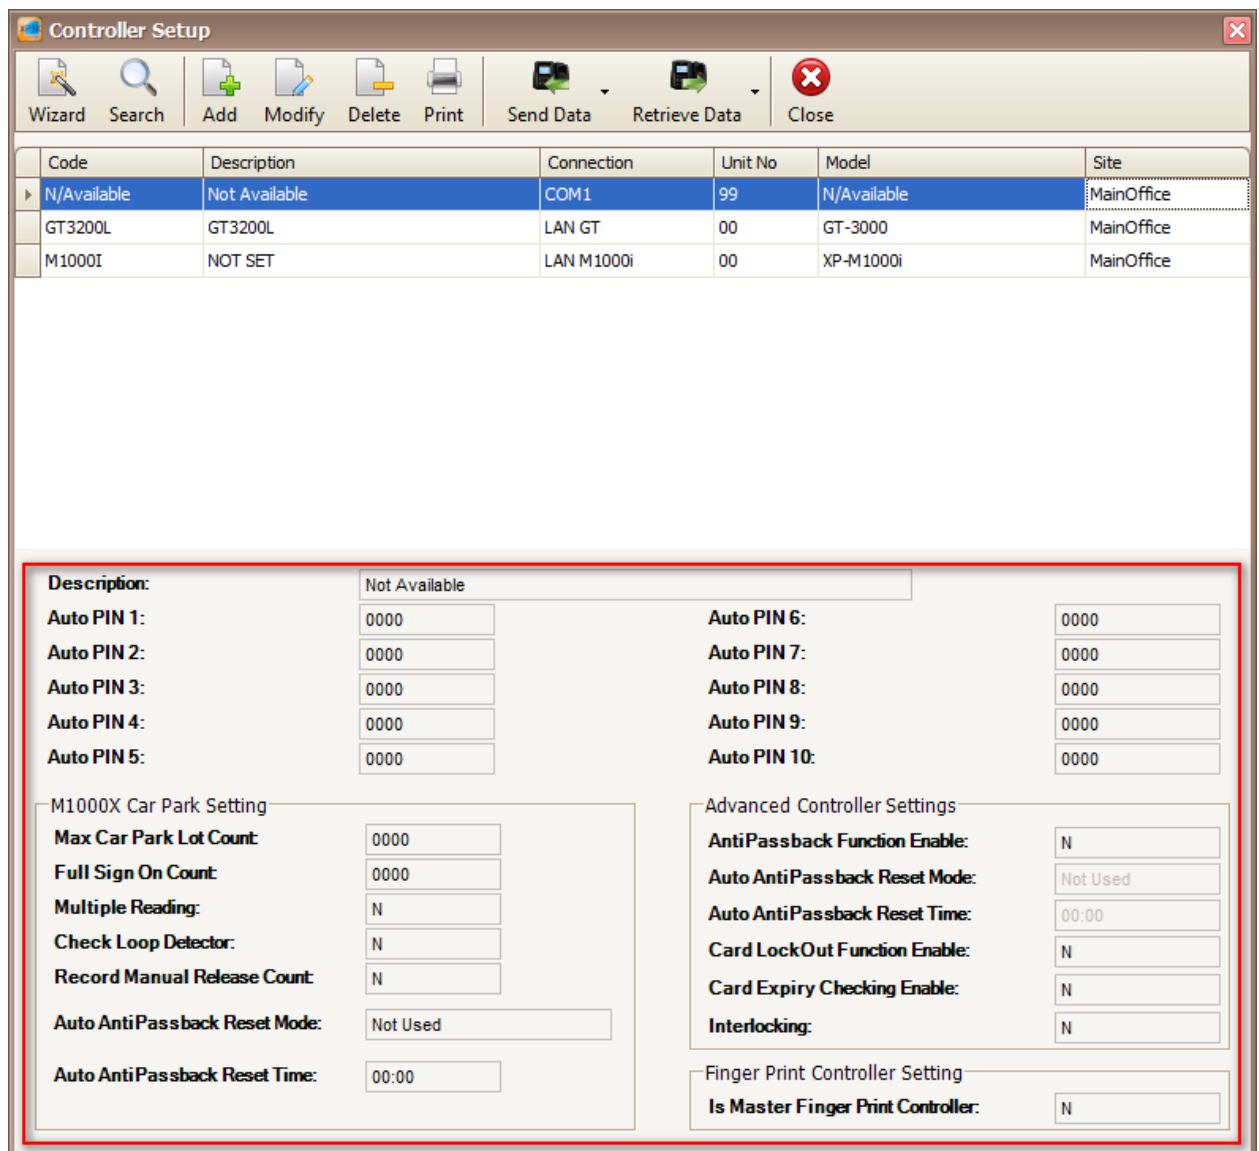 Controller Setup
Wizard Search Add Modify Delete Print Send Data Retrieve Data Close
Code Description Connection Unit No Model Site
N/Available Not Available COM1 99 N/Available MainOffice
GT3200L GT3200L LAN GT 00 GT-3000 MainOffice
M1000I NOT SET LAN M1000i 00 XP-M1000i MainOffice
Description: Not Available
Auto PIN 1: 0000 Auto PIN 6: 0000
Auto PIN 2: 0000 Auto PIN 7: 0000
Auto PIN 3: 0000 Auto PIN 8: 0000
Auto PIN 4: 0000 Auto PIN 9: 0000
Auto PIN 5: 0000 Auto PIN 10: 0000
M1000X Car Park Setting
Max Car Park Lot Count: 0000
Full Sign On Count: 0000
Multiple Reading: N
Check Loop Detector: N
Record Manual Release Count: N
Auto AntiPassback Reset Mode: Not Used
Auto AntiPassback Reset Time: 00:00
Advanced Controller Settings
AntiPassback Function Enable: N
Auto AntiPassback Reset Mode: Not Used
Auto AntiPassback Reset Time: 00:00
Card LockOut Function Enable: N
Card Expiry Checking Enable: N
Interlocking: N
Finger Print Controller Setting
Is Master Finger Print Controller: N